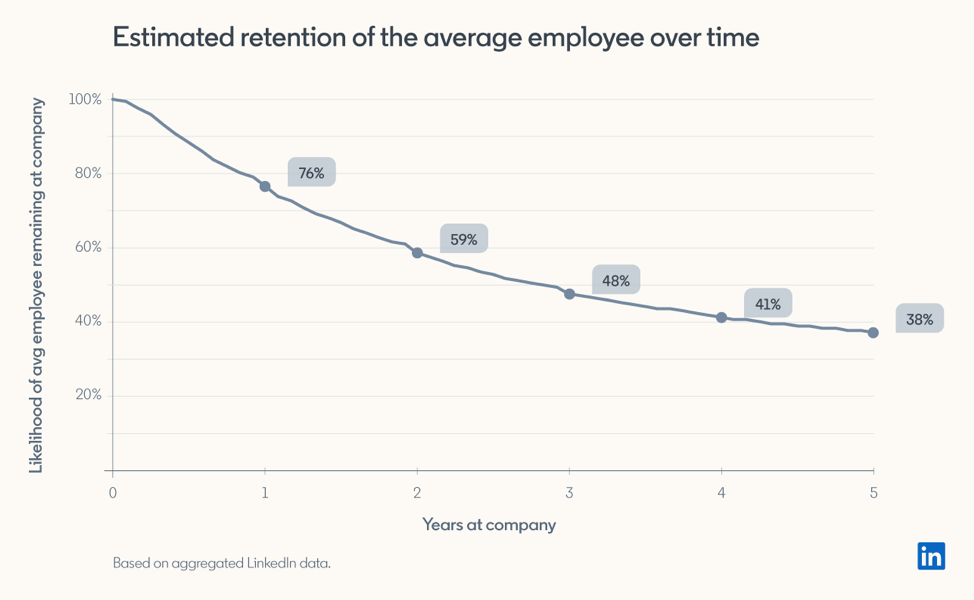 Estimated retention of the average employee over time
Likelihood of avg employee remaining at company
100%
80%
60%
40%
20%
76%
59%
48%
41%
38%
0 1 2 3 4 5
Years at company
Based on aggregated LinkedIn data.
in